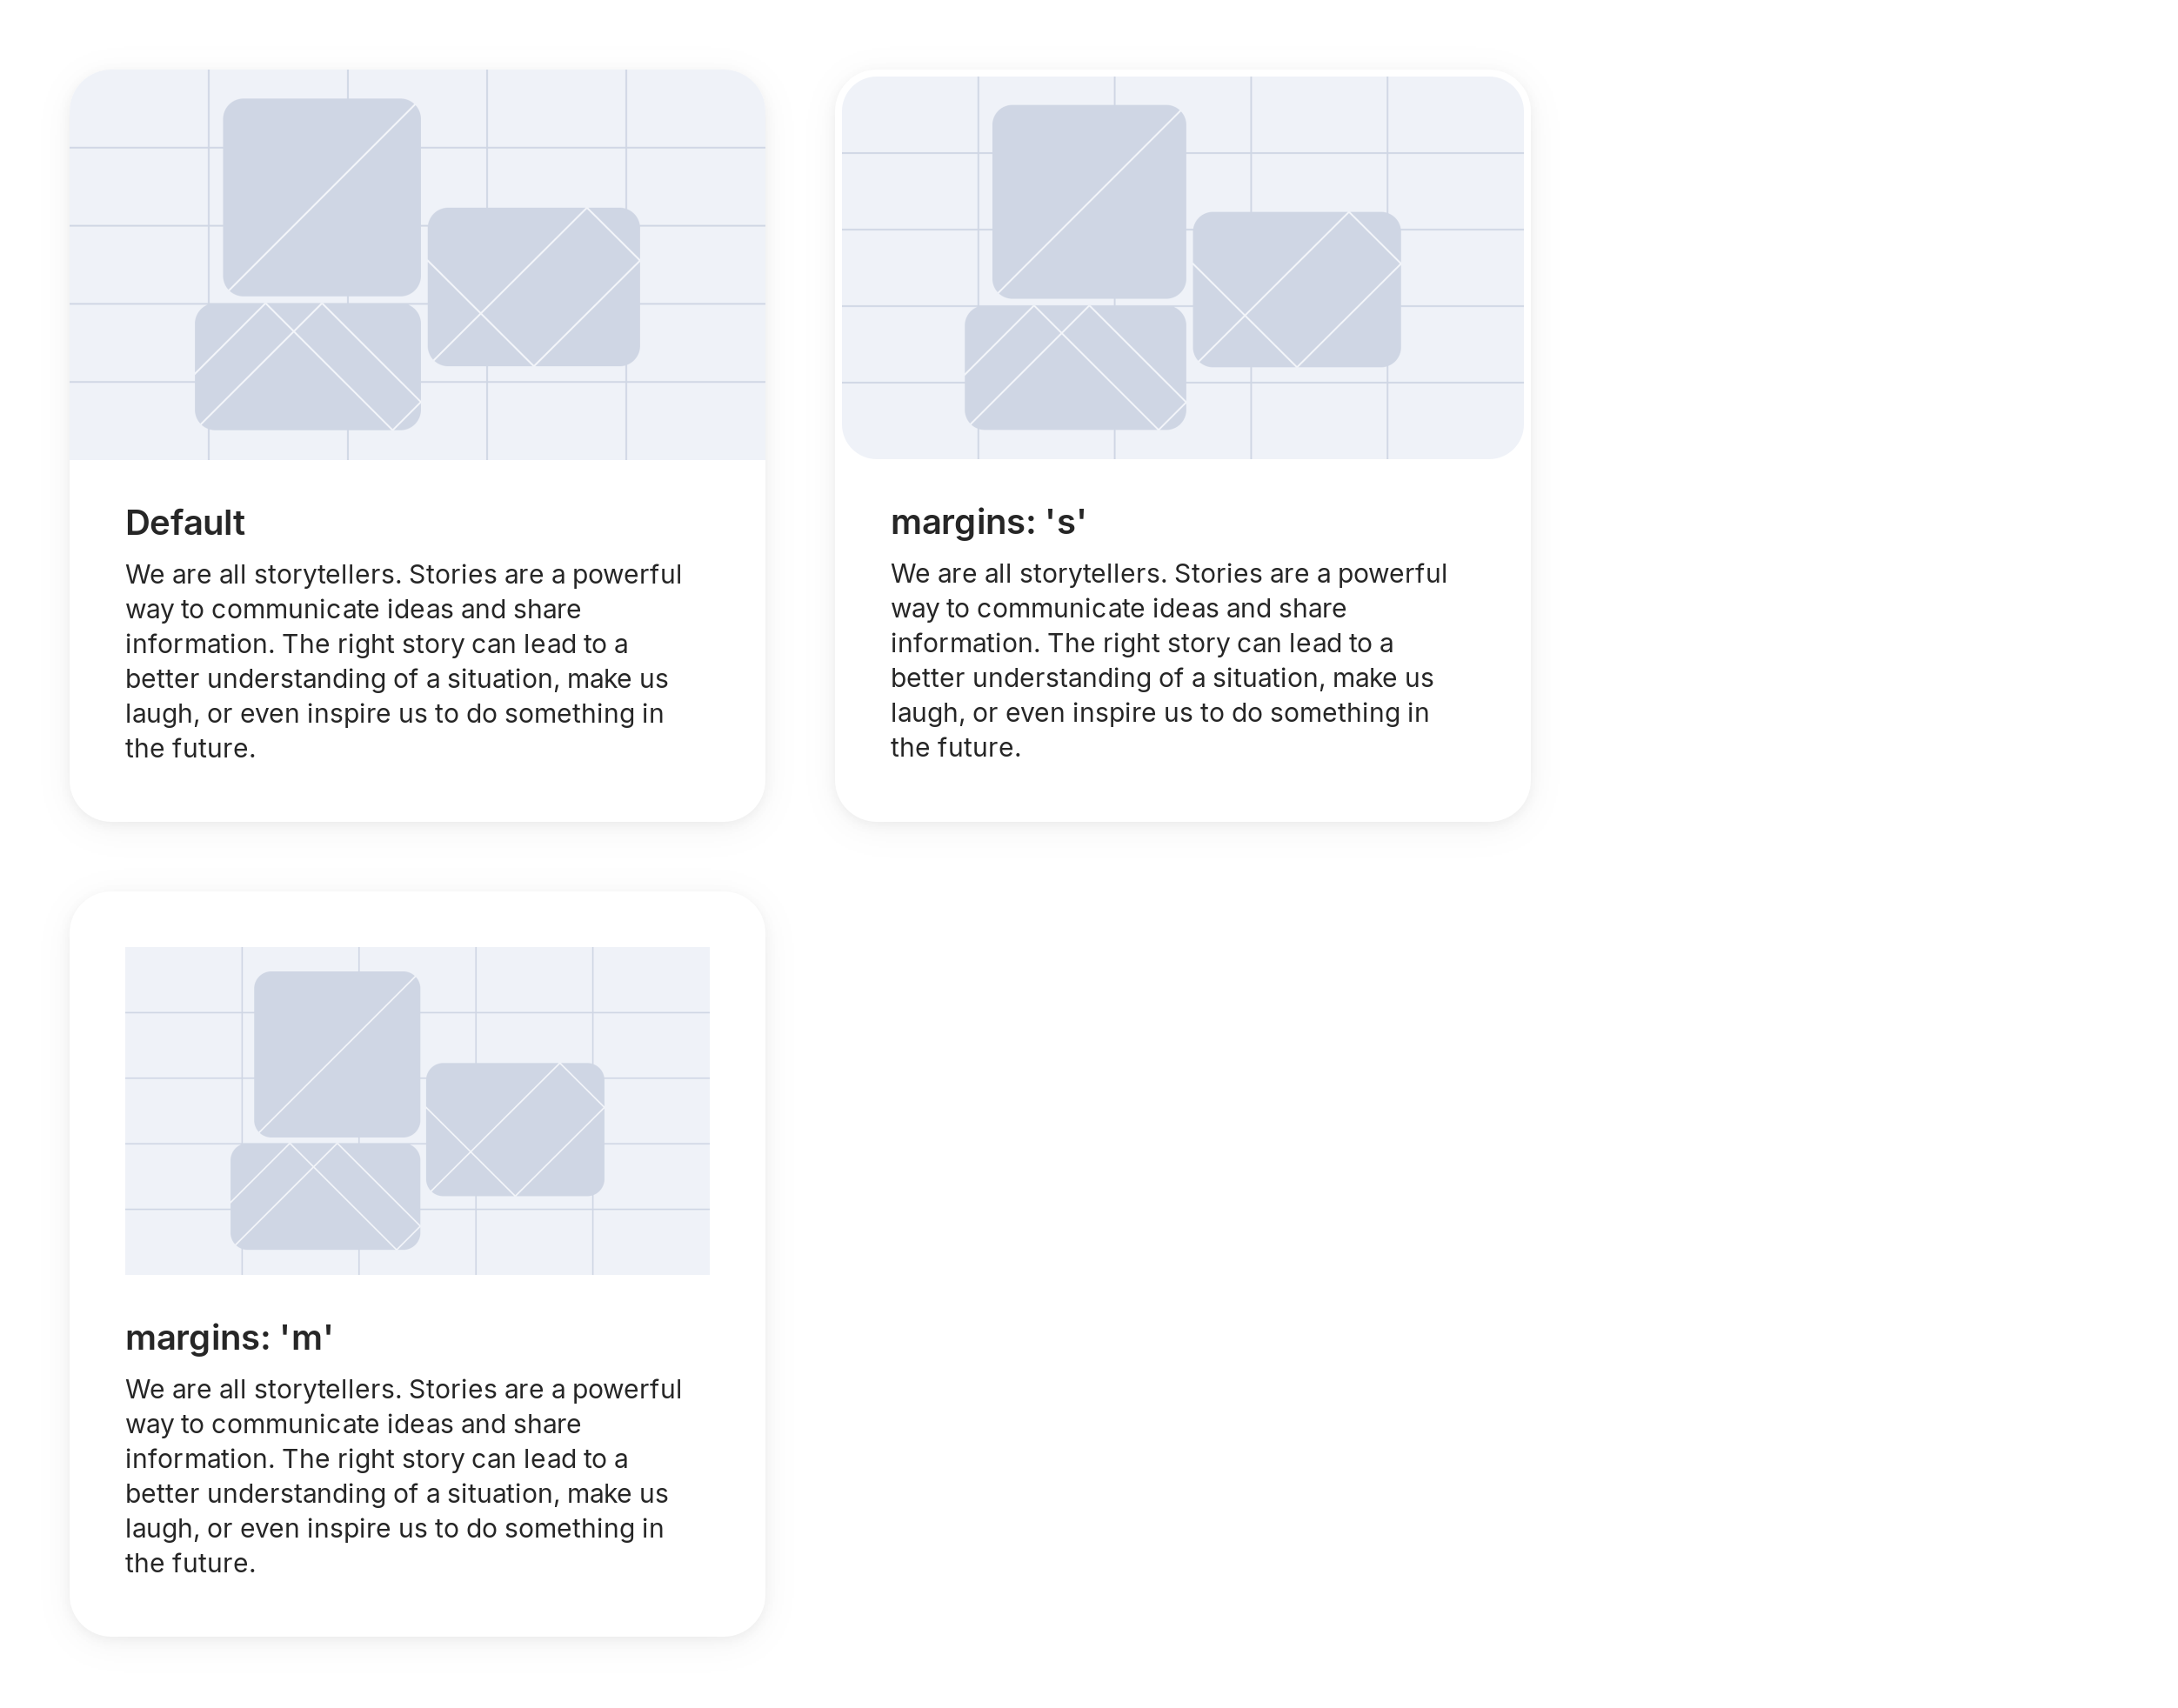 Default
We are all storytellers. Stories are a powerful
way to communicate ideas and share
information. The right story can lead to a
better understanding of a situation, make us
laugh, or even inspire us to do something in
the future.
margins: 's'
We are all storytellers. Stories are a powerful
way to communicate ideas and share
information. The right story can lead to a
better understanding of a situation, make us
laugh, or even inspire us to do something in
the future.
margins: 'm'
We are all storytellers. Stories are a powerful
way to communicate ideas and share
information. The right story can lead to a
better understanding of a situation, make us
laugh, or even inspire us to do something in
the future.